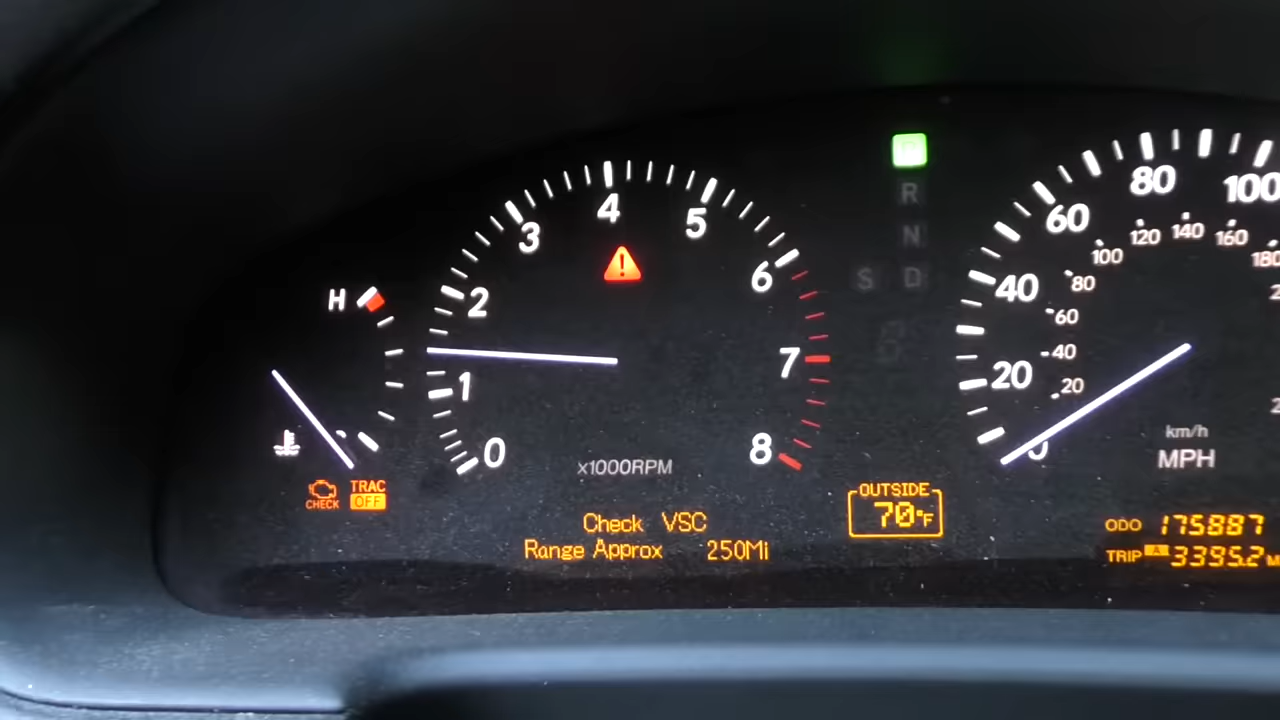 H
0
1
2
3
4
5
6
7
8
x1000RPM
CHECK
TRAC
OFF
Check VSC
Range Approx 250Mi
P
R
N
S D
OUTSIDE
70°F
20
40
60
80
100
20
40
60
80
100
120
140
160
180
km/h
MPH
ODO 175887
TRIP A 3395.2